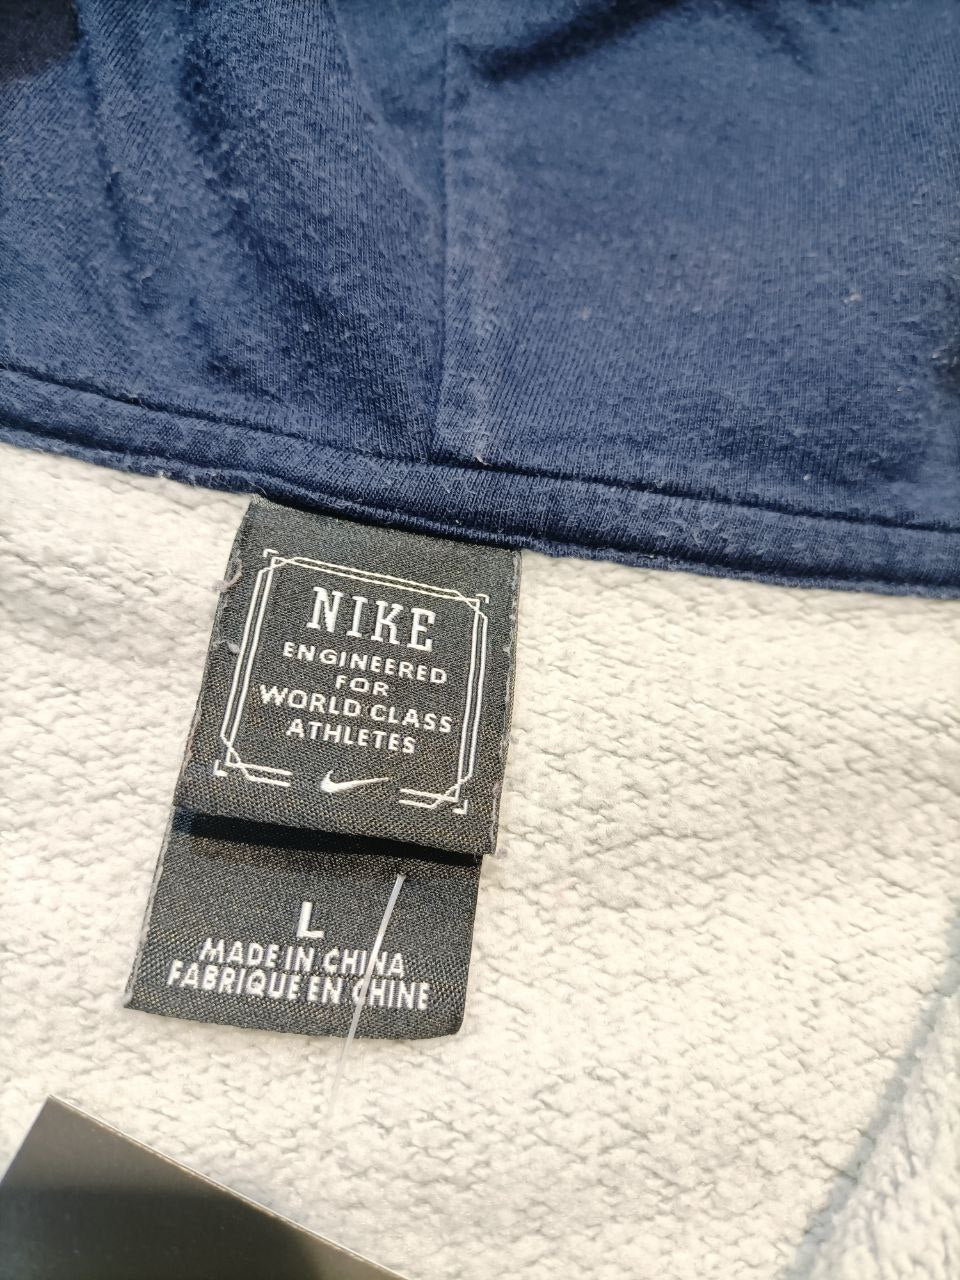 NIKE
ENGINEERED
FOR
WORLD CLASS
ATHLETES
L
MADE IN CHINA
FABRIQUE EN CHINE